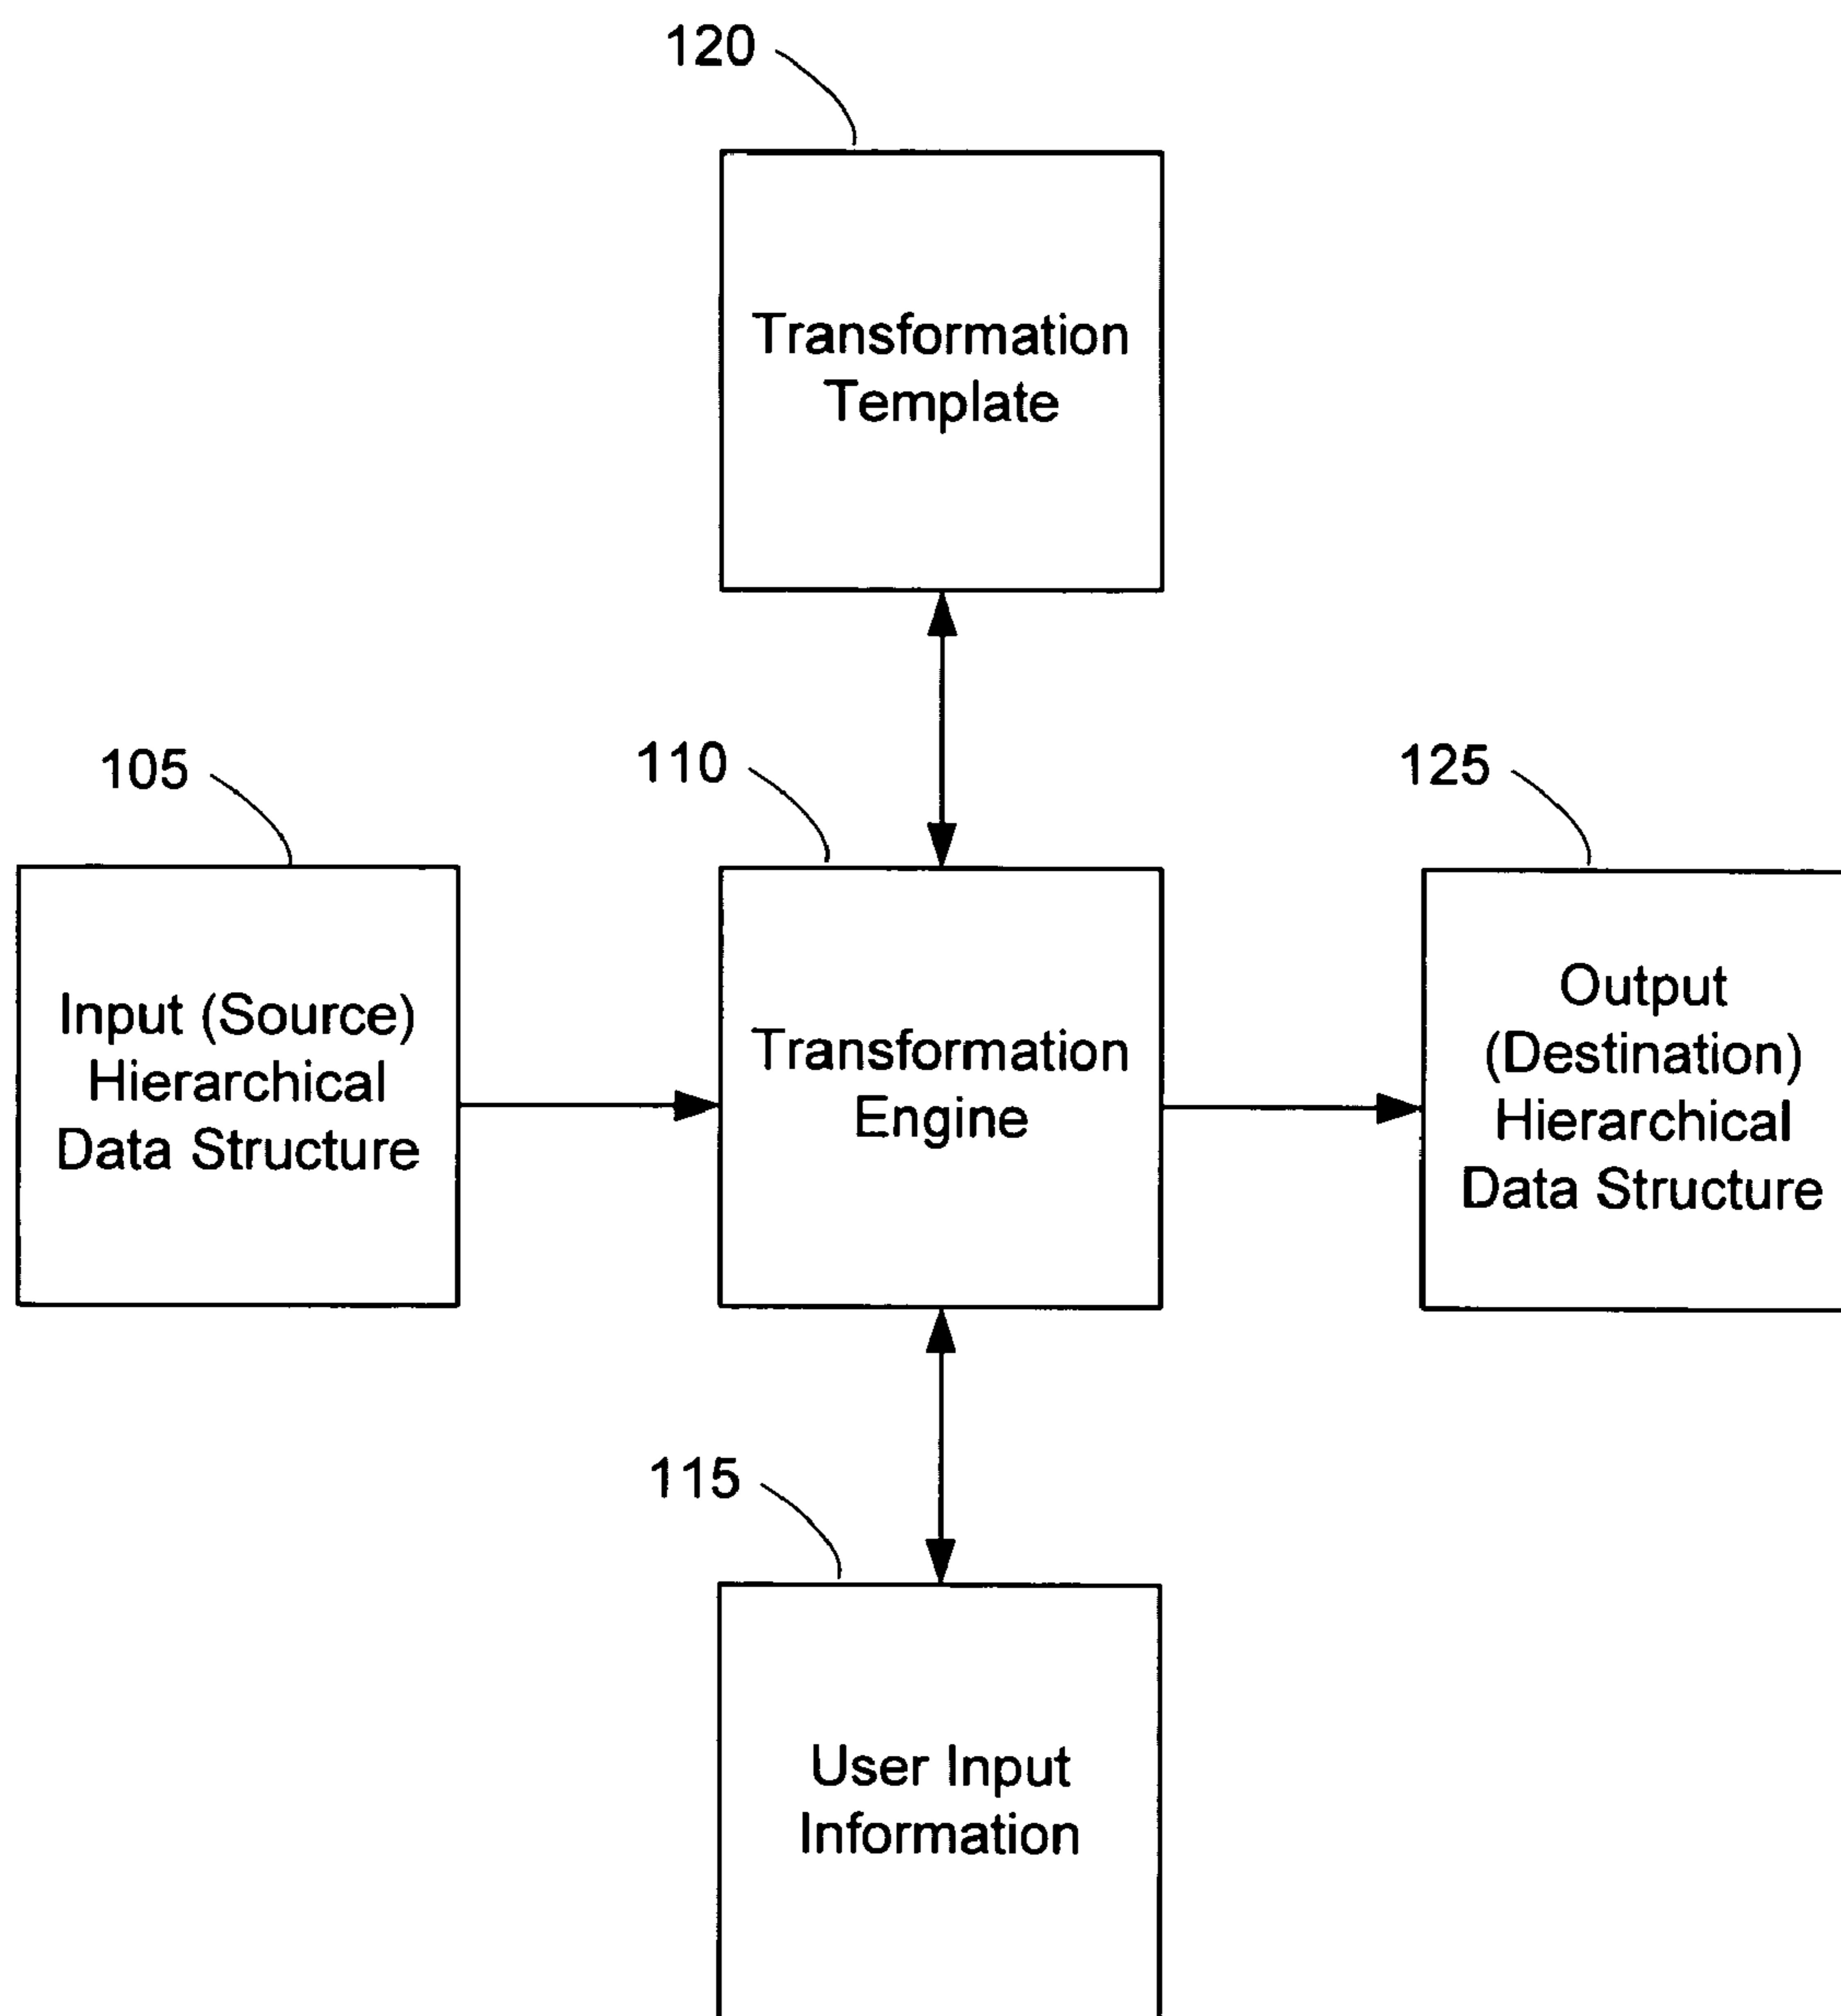 120
Transformation
Template
105
110
125
Input (Source)
Hierarchical
Data Structure
Transformation
Engine
Output
(Destination)
Hierarchical
Data Structure
115
User Input
Information